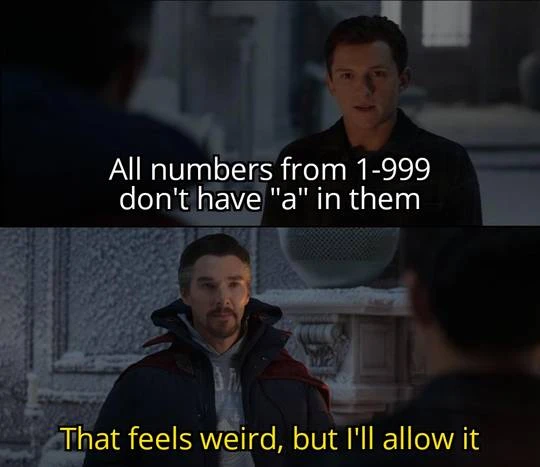 All numbers from 1-999
don't have "a" in them
That feels weird, but I'll allow it